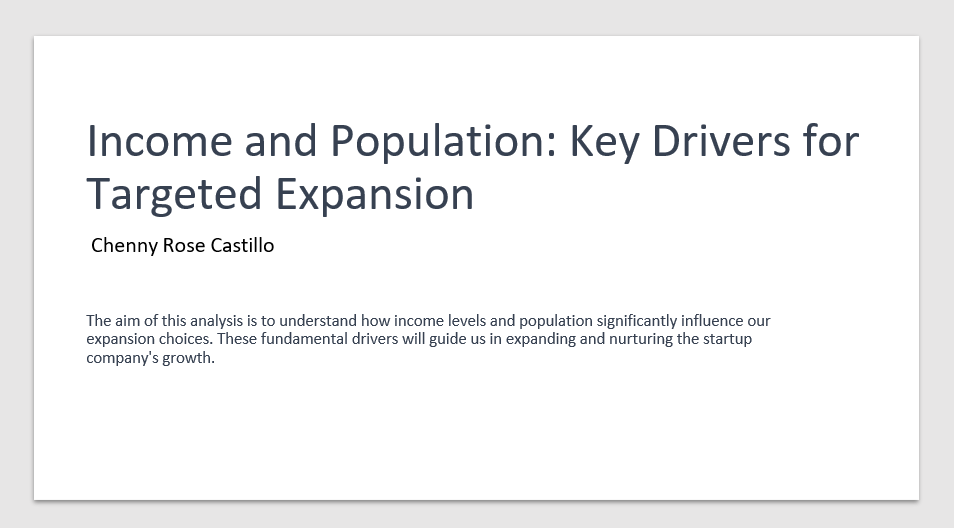 Income and Population: Key Drivers for
Targeted Expansion
Chenny Rose Castillo
The aim of this analysis is to understand how income levels and population significantly influence our
expansion choices. These fundamental drivers will guide us in expanding and nurturing the startup
company's growth.